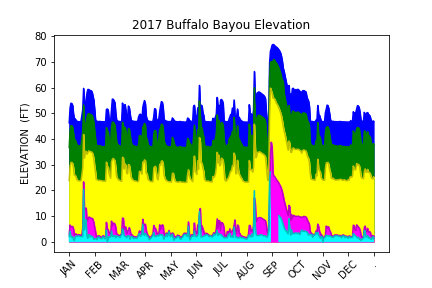 2017 Buffalo Bayou Elevation
ELEVATION (FT)
80
70
60
50
40
30
20
10
0
JAN
FEB
MAR
APR
MAY
JUN
JUL
AUG
SEP
OCT
NOV
DEC
.